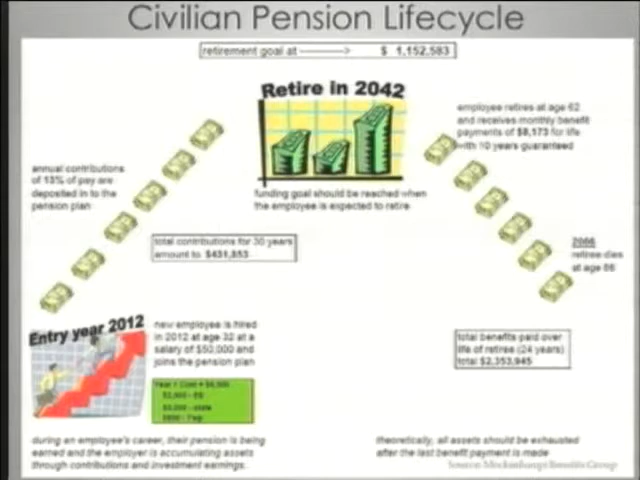 Civilian Pension Lifecycle
retirement goal at ----------> $ 1,152,593
Retire in 2042
employee retires at age 62
and receives monthly benefit
payments of $8,173 for life
with 10 years guaranteed
annual contributions
of 13% of pay are
deposited in to the
pension plan
funding goal should be reached when
the employee is expected to retire
total contributions for 30 years
amount to $431,853
2066
retiree dies
at age 86
Entry year 2012
new employee is hired
in 2012 at age 32 at a
salary of $50,000 and
joins the pension plan
total benefits paid over
life of retiree (24 years)
total $2,353,945
Year 1 Cost = $6,500
during an employee's career, their pension is being
earned and the employer is accumulating assets
through contributions and investment earnings.
theoretically, all assets should be exhausted
after the last benefit payment is made
Source: